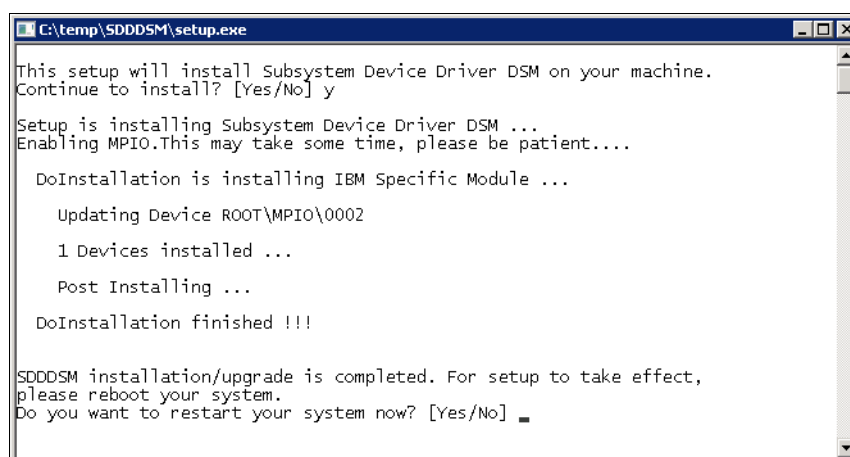 C:\temp\SDDDSM\setup.exe
This setup will install Subsystem Device Driver DSM on your machine.
Continue to install? [Yes/No] y
Setup is installing Subsystem Device Driver DSM ...
Enabling MPIO.This may take some time, please be patient....
DoInstallation is installing IBM Specific Module ...
Updating Device ROOT\MPIO\0002
1 Devices installed ...
Post Installing ...
DoInstallation finished !!!
SDDDSM installation/upgrade is completed. For setup to take effect,
please reboot your system.
Do you want to restart your system now? [Yes/No] _